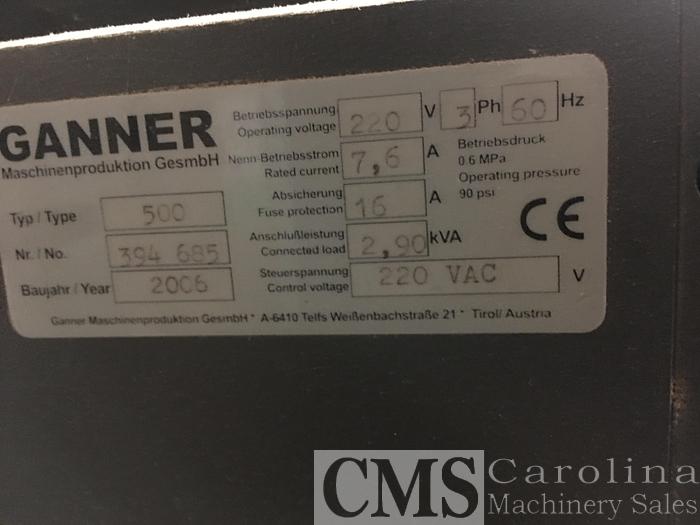 GANNER
Maschinenproduktion GesmbH
Typ / Type 500
Nr. / No. 394 685
Baujahr / Year 2006
Betriebsspannung
Operating voltage 220 V 3 Ph 60 Hz
Nenn-Betriebsstrom
Rated current 7,6 A
Absicherung
Fuse protection 16 A
Anschlußleistung
Connected load 2,90 kVA
Steuerspannung
Control voltage 220 VAC V
Betriebsdruck
0.6 MPa
Operating pressure
90 psi
CE
Ganner Maschinenproduktion GesmbH * A-6410 Telfs Weißenbachstraße 21 * Tirol/ Austria
CMS Carolina
Machinery Sales